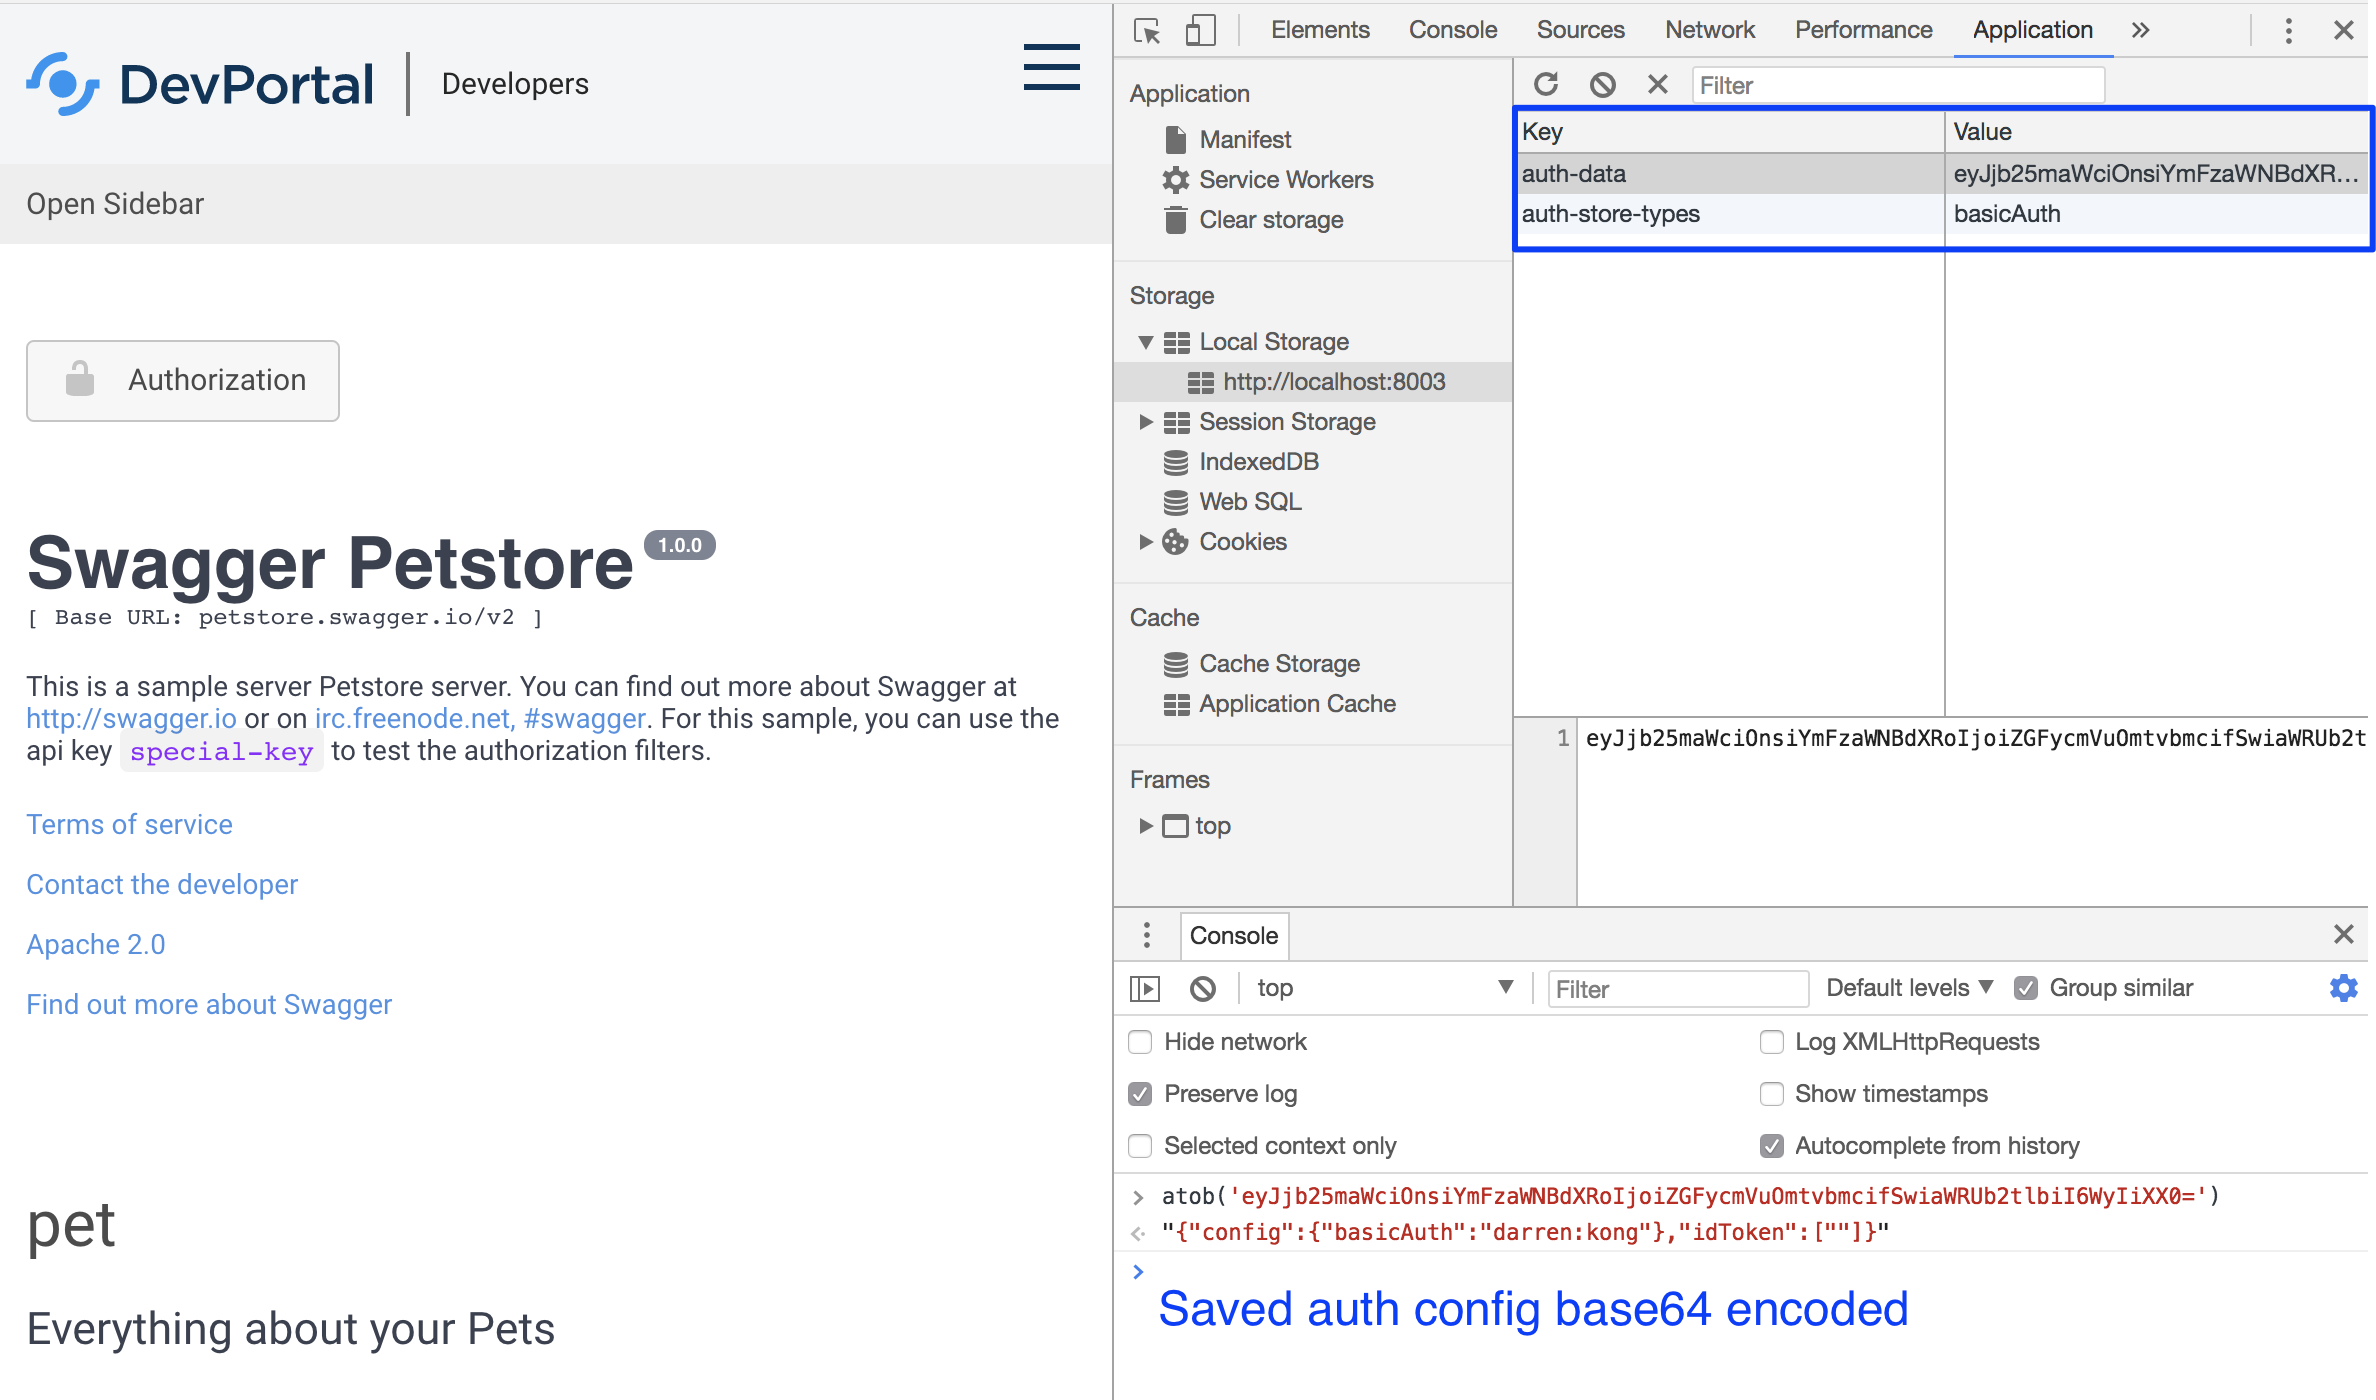 DevPortal
Developers
Open Sidebar
Authorization
Swagger Petstore 1.0.0
[ Base URL: petstore.swagger.io/v2 ]
This is a sample server Petstore server. You can find out more about Swagger at
http://swagger.io or on irc.freenode.net, #swagger. For this sample, you can use the
api key special-key to test the authorization filters.
Terms of service
Contact the developer
Apache 2.0
Find out more about Swagger
pet
Everything about your Pets
Elements Console Sources Network Performance Application »
Application
Manifest
Service Workers
Clear storage
Storage
Local Storage
http://localhost:8003
Session Storage
IndexedDB
Web SQL
Cookies
Cache
Cache Storage
Application Cache
Frames
top
Filter
Key Value
auth-data eyJjb25maWciOnsiYmFzaWNBdXR...
auth-store-types basicAuth
1 eyJjb25maWciOnsiYmFzaWNBdXRoIjoiZGFycmVuOmtvbmcifSwiaWRUb2t
Console
top Filter Default levels Group similar
Hide network Log XMLHttpRequests
Preserve log Show timestamps
Selected context only Autocomplete from history
> atob('eyJjb25maWciOnsiYmFzaWNBdXRoIjoiZGFycmVuOmtvbmcifSwiaWRUb2tlbiI6WyIiXX0=')
"{"config":{"basicAuth":"darren:kong"},"idToken":[""]}"
>
Saved auth config base64 encoded